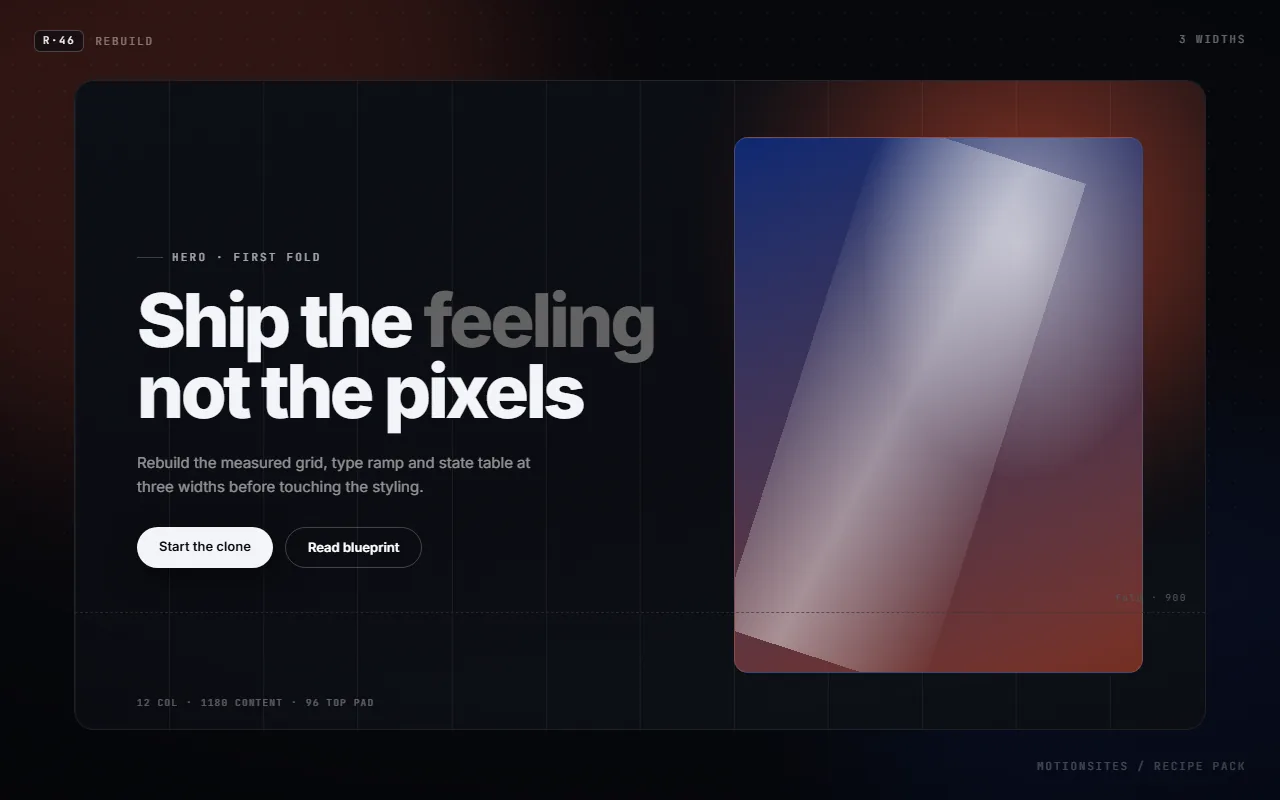 R·46 REBUILD
3 WIDTHS
HERO · FIRST FOLD
Ship the feeling
not the pixels
Rebuild the measured grid, type ramp and state table at
three widths before touching the styling.
Start the clone
Read blueprint
· 900
12 COL · 1180 CONTENT · 96 TOP PAD
MOTIONSITES / RECIPE PACK